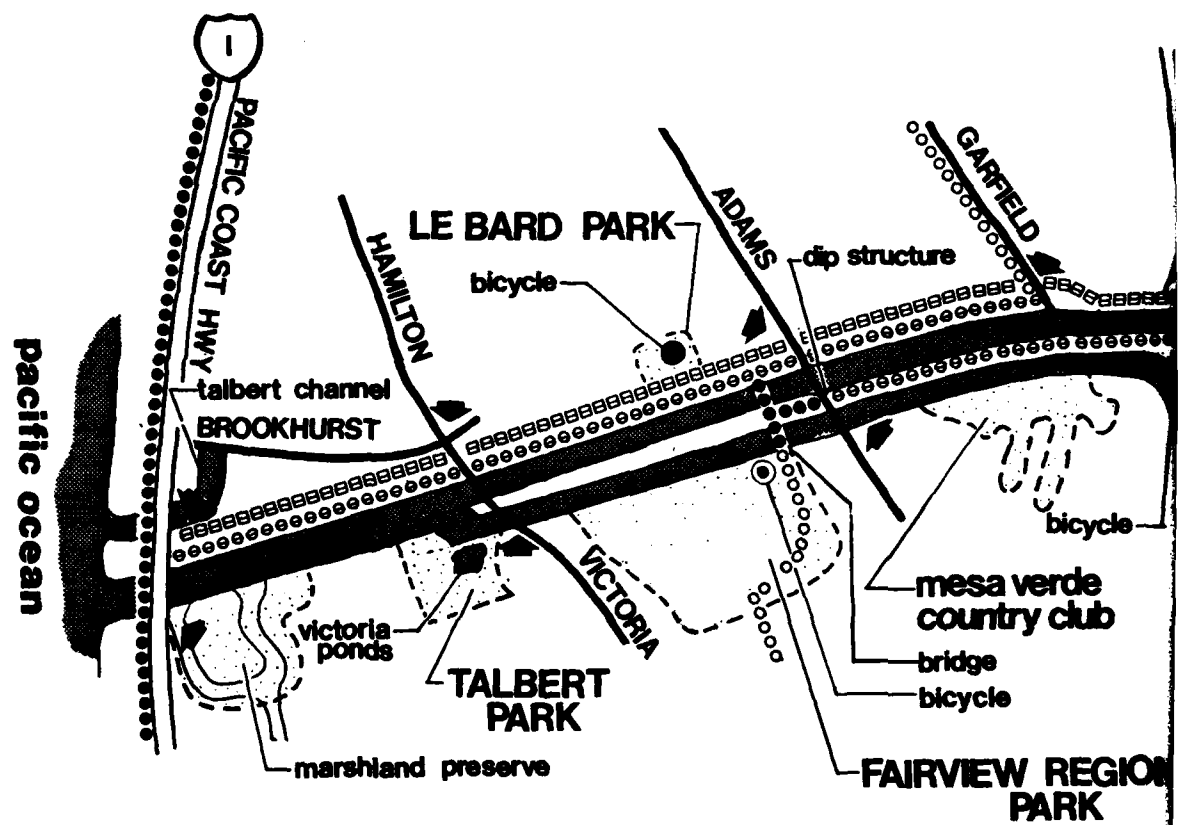 1
PACIFIC COAST HWY
GARFIELD
ADAMS
LE BARD PARK
HAMILTON
dip structure
bicycle
talbert channel
BROOKHURST
pacific ocean
bicycle
VICTORIA
mesa verde
country club
victoria
ponds
bridge
TALBERT
PARK
bicycle
marshland preserve
FAIRVIEW REGION
PARK